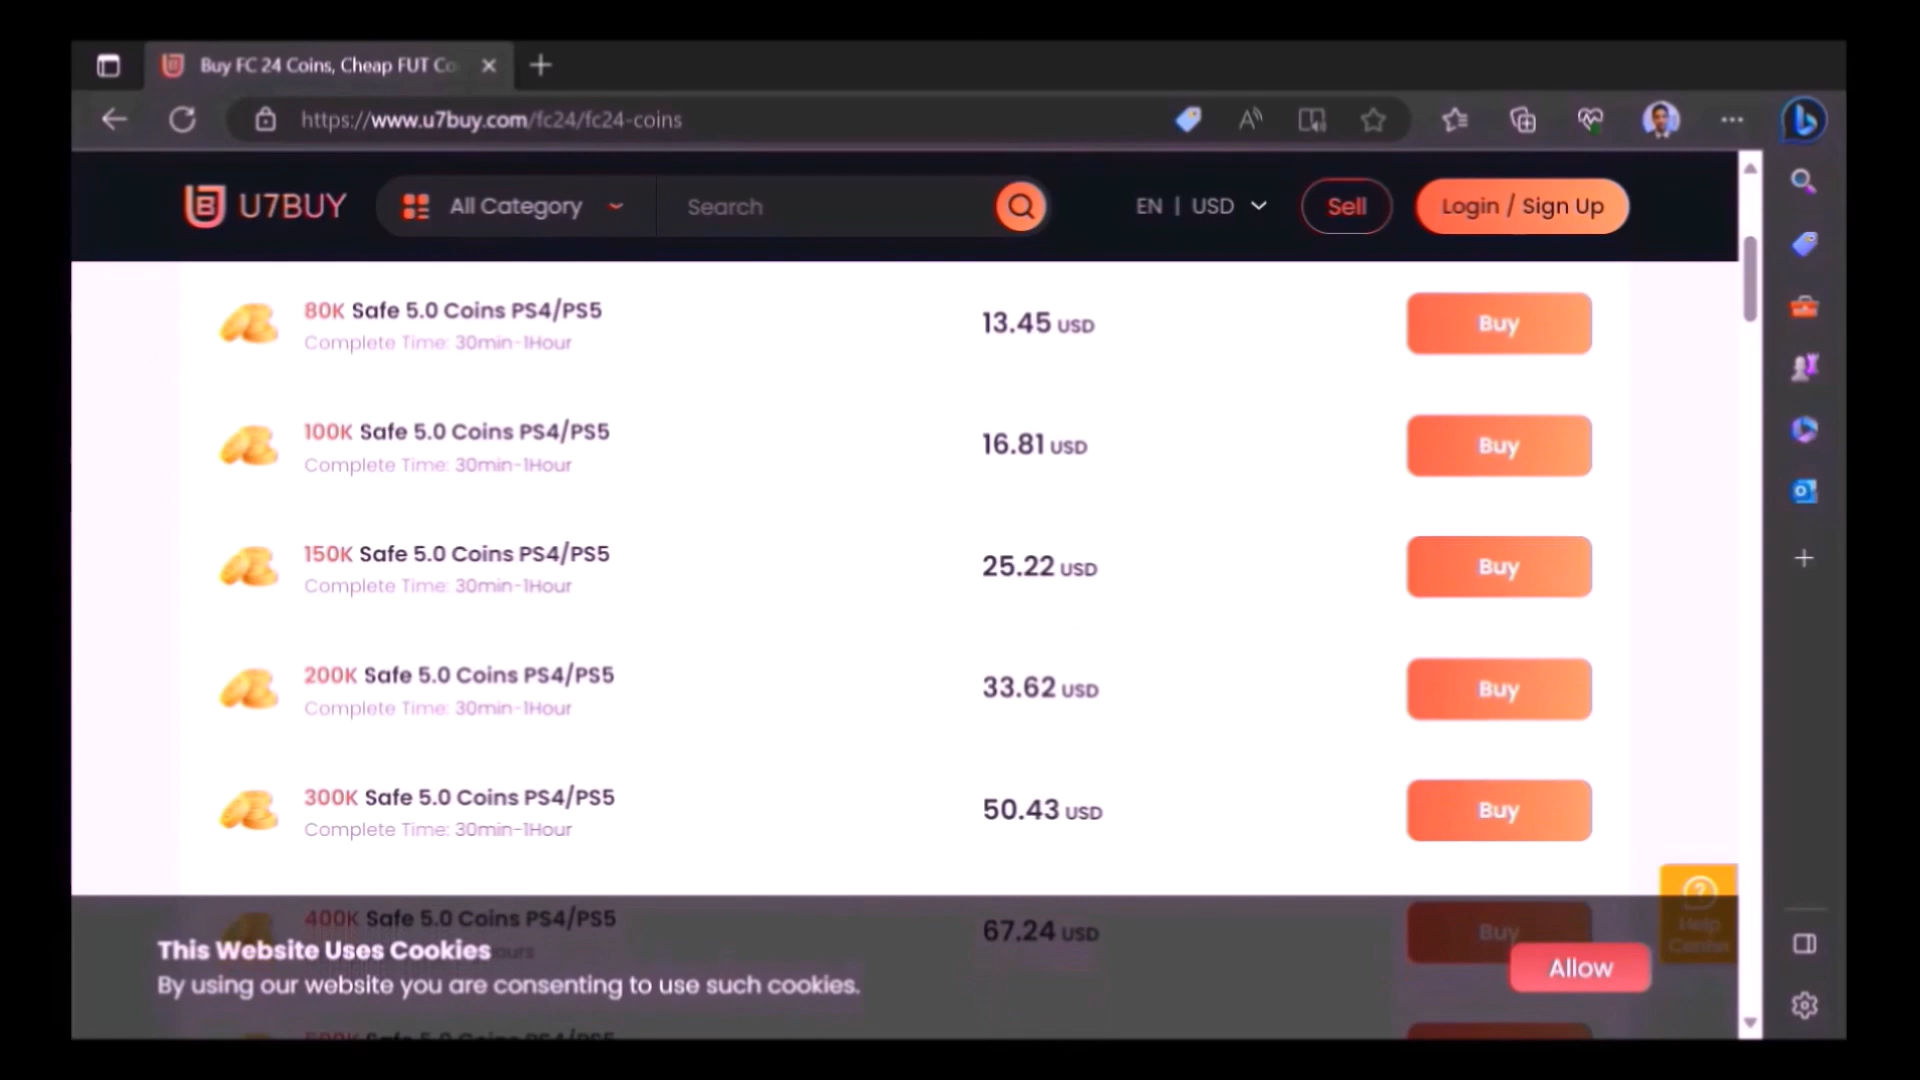 Buy FC 24 Coins, Cheap FUT Co
https://www.u7buy.com/fc24/fc24-coins
U7BUY
All Category
Search
EN | USD
Sell
Login / Sign Up
80K Safe 5.0 Coins PS4/PS5
Complete Time: 30min-1Hour
13.45 USD
Buy
100K Safe 5.0 Coins PS4/PS5
Complete Time: 30min-1Hour
16.81 USD
Buy
150K Safe 5.0 Coins PS4/PS5
Complete Time: 30min-1Hour
25.22 USD
Buy
200K Safe 5.0 Coins PS4/PS5
Complete Time: 30min-1Hour
33.62 USD
Buy
300K Safe 5.0 Coins PS4/PS5
Complete Time: 30min-1Hour
50.43 USD
Buy
400K Safe 5.0 Coins PS4/PS5
67.24 USD
Buy
Help
Center
This Website Uses Cookies
By using our website you are consenting to use such cookies.
Allow